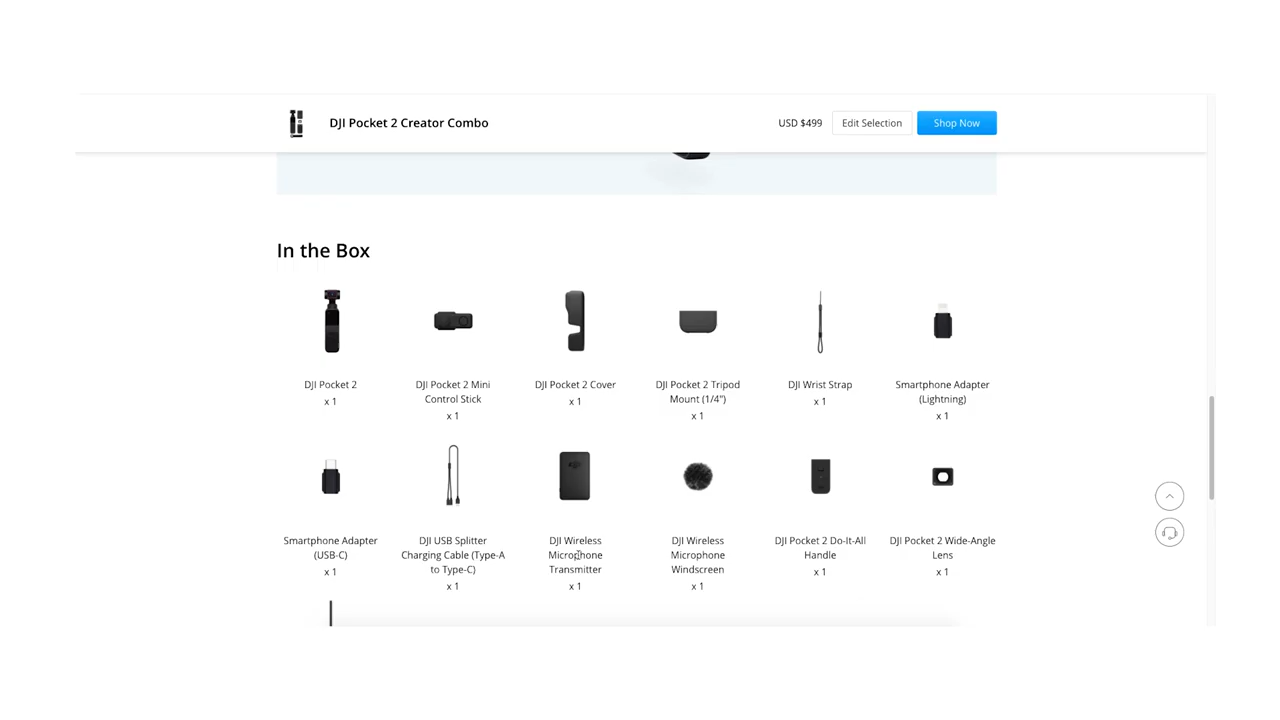 DJI Pocket 2 Creator Combo
USD $499
Edit Selection
Shop Now
In the Box
DJI Pocket 2
x 1
DJI Pocket 2 Mini
Control Stick
x 1
DJI Pocket 2 Cover
x 1
DJI Pocket 2 Tripod
Mount (1/4")
x 1
DJI Wrist Strap
x 1
Smartphone Adapter
(Lightning)
x 1
Smartphone Adapter
(USB-C)
x 1
DJI USB Splitter
Charging Cable (Type-A
to Type-C)
x 1
DJI Wireless
Microphone
Transmitter
x 1
DJI Wireless
Microphone
Windscreen
x 1
DJI Pocket 2 Do-It-All
Handle
x 1
DJI Pocket 2 Wide-Angle
Lens
x 1